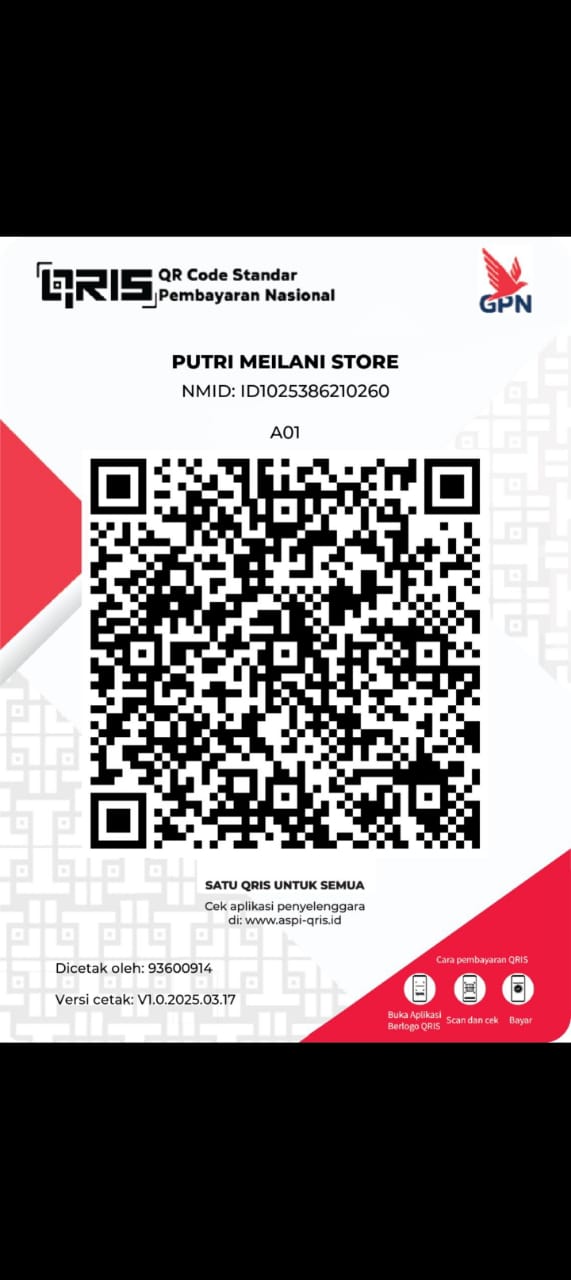 QRIS
QR Code Standar
Pembayaran Nasional
GPN
PUTRI MEILANI STORE
NMID: ID1025386210260
A01
SATU QRIS UNTUK SEMUA
Cek aplikasi penyelenggara
di: www.aspi-qris.id
Dicetak oleh: 93600914
Versi cetak: V1.0.2025.03.17
Cara pembayaran QRIS
Buka Aplikasi
Berlogo QRIS
Scan dan cek
Bayar